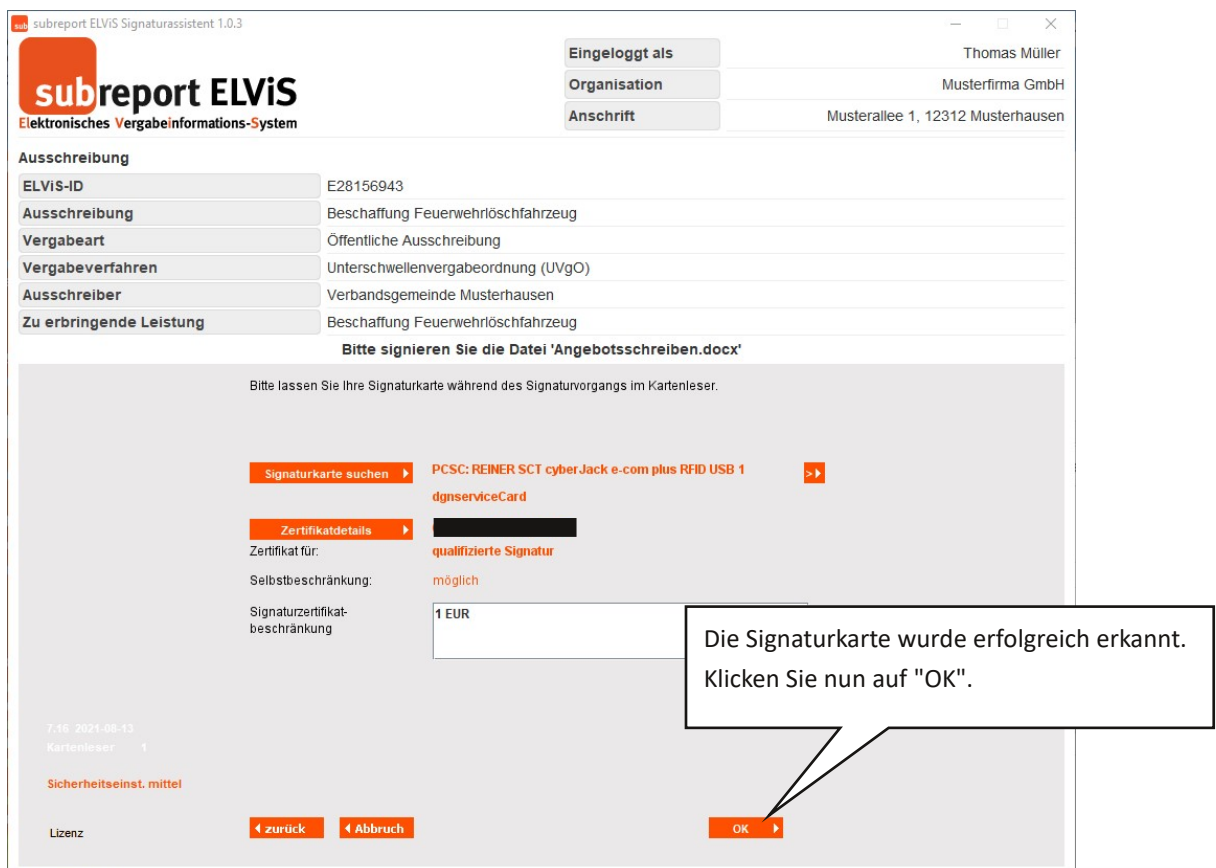 sub subreport ELViS Signaturassistent 1.0.3
subreport ELViS
Elektronisches Vergabeinformations-System
Eingeloggt als Thomas Müller
Organisation Musterfirma GmbH
Anschrift Musterallee 1, 12312 Musterhausen
Ausschreibung
ELViS-ID E28156943
Ausschreibung Beschaffung Feuerwehrlöschfahrzeug
Vergabeart Öffentliche Ausschreibung
Vergabeverfahren Unterschwellenvergabeordnung (UVgO)
Ausschreiber Verbandsgemeinde Musterhausen
Zu erbringende Leistung Beschaffung Feuerwehrlöschfahrzeug
Bitte signieren Sie die Datei 'Angebotsschreiben.docx'
Bitte lassen Sie Ihre Signaturkarte während des Signaturvorgangs im Kartenleser.
Signaturkarte suchen PCSC: REINER SCT cyberJack e-com plus RFID USB 1 >
dgnserviceCard
Zertifikatdetails
Zertifikat für: qualifizierte Signatur
Selbstbeschränkung: möglich
Signaturzertifikat- 1 EUR
beschränkung
Die Signaturkarte wurde erfolgreich erkannt.
Klicken Sie nun auf "OK".
7.16 2021-08-13
Kartenleser 1
Sicherheitseinst. mittel
Lizenz zurück Abbruch OK